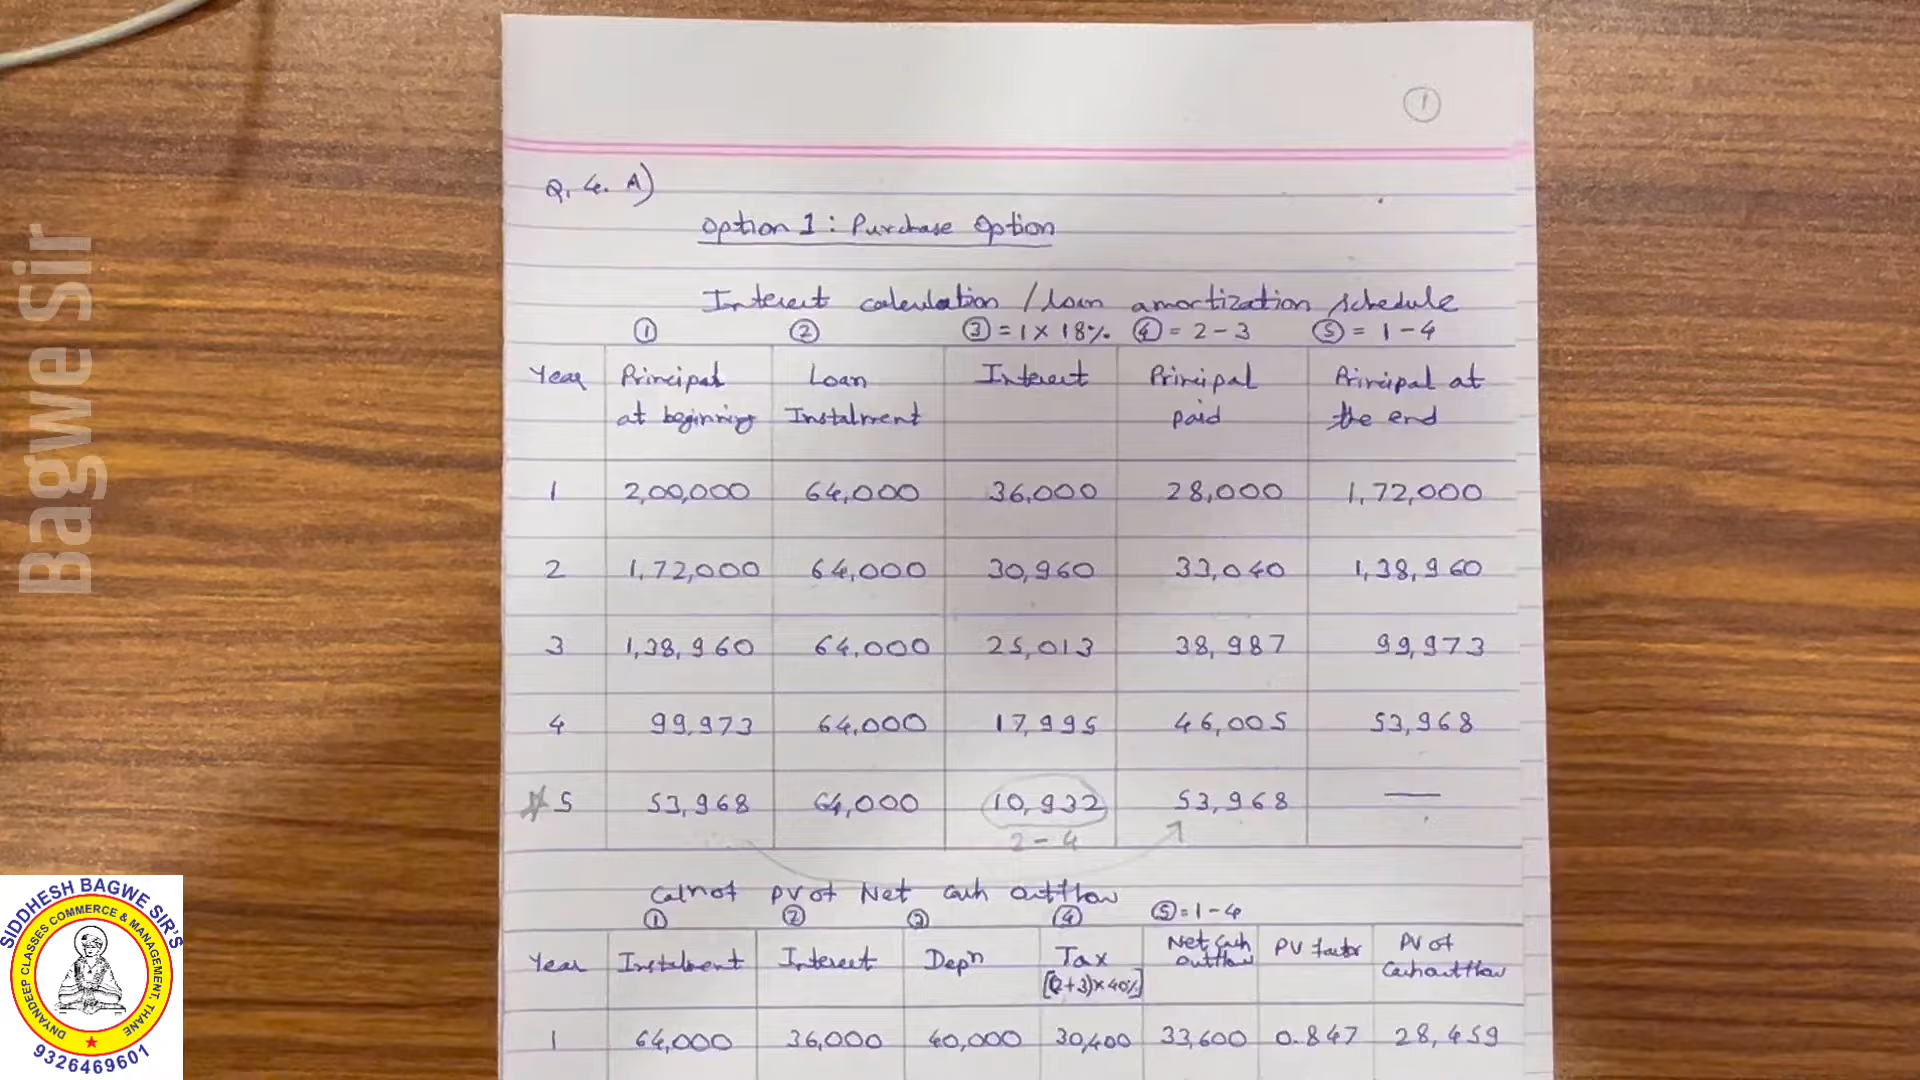 1
Q. 4. A)
Option 1 : Purchase Option
Interest calculation / loan amortization schedule
① ② ③ = 1 × 18% ④ = 2 - 3 ⑤ = 1 - 4
Year Principal at beginning Loan Instalment Interest Principal paid Principal at the end
1 2,00,000 64,000 36,000 28,000 1,72,000
2 1,72,000 64,000 30,960 33,040 1,38,960
3 1,38,960 64,000 25,013 38,987 99,973
4 99,973 64,000 17,995 46,005 53,968
5 53,968 64,000 10,932 53,968 —
2 - 4
Calnof PV of Net Cash outflow
① ② ③ ④ ⑤ = 1 - 4
Year Instalment Interest Depn Tax [(2+3)×40%] Net Cash outflow PV factor PV of Cash outflow
1 64,000 36,000 40,000 30,400 33,600 0.847 28,459
Bagwe Sir
SIDDHESH BAGWE SIR'S
DNYANDEEP CLASSES COMMERCE & MANAGEMENT, THANE
9326469601